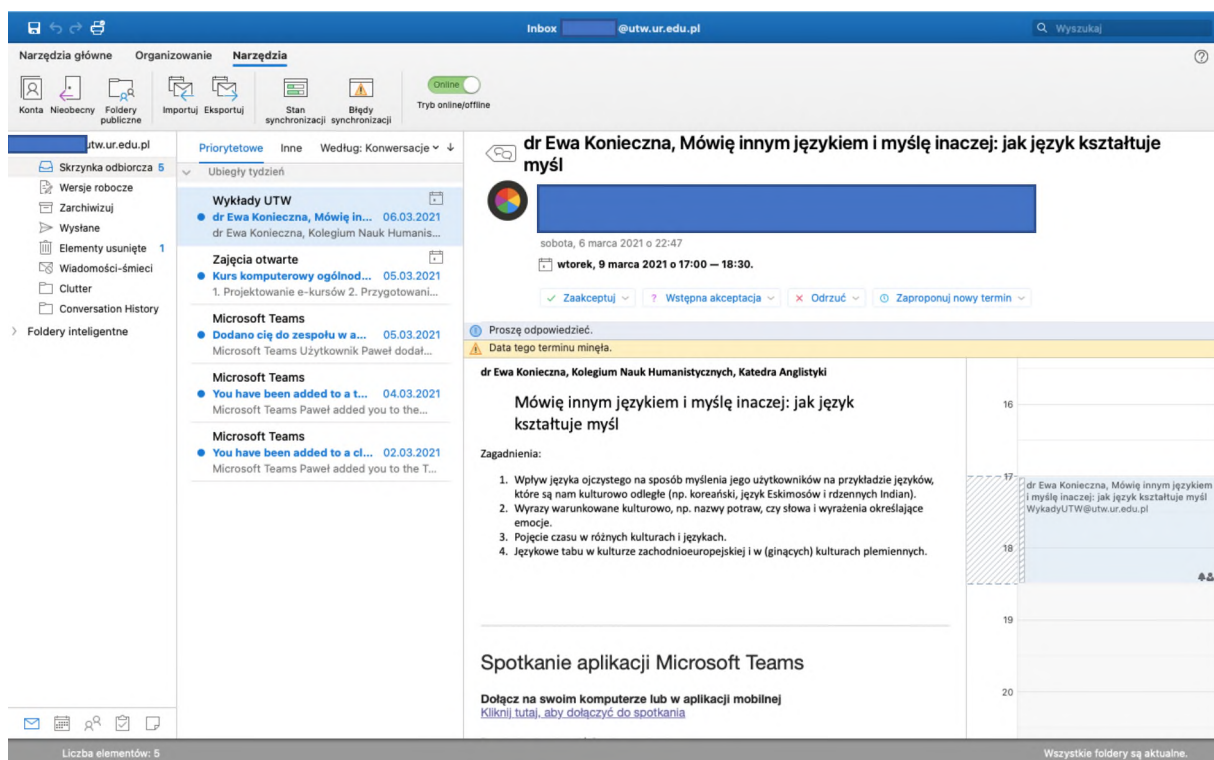 Inbox @utw.ur.edu.pl
Wyszukaj
Narzędzia główne Organizowanie Narzędzia
Konta Nieobecny Foldery publiczne Importuj Eksportuj Stan synchronizacji Błędy synchronizacji Online Tryb online/offline
utw.ur.edu.pl
Skrzynka odbiorcza 5
Wersje robocze
Zarchiwizuj
Wysłane
Elementy usunięte 1
Wiadomości-śmieci
Clutter
Conversation History
Foldery inteligentne
Priorytetowe Inne Według: Konwersacje
Ubiegły tydzień
Wykłady UTW
dr Ewa Konieczna, Mówię in... 06.03.2021
dr Ewa Konieczna, Kolegium Nauk Humanis...
Zajęcia otwarte
Kurs komputerowy ogólnod... 05.03.2021
1. Projektowanie e-kursów 2. Przygotowani...
Microsoft Teams
Dodano cię do zespołu w a... 05.03.2021
Microsoft Teams Użytkownik Paweł dodał...
Microsoft Teams
You have been added to a t... 04.03.2021
Microsoft Teams Paweł added you to the...
Microsoft Teams
You have been added to a cl... 02.03.2021
Microsoft Teams Paweł added you to the T...
dr Ewa Konieczna, Mówię innym językiem i myślę inaczej: jak język kształtuje
myśl
sobota, 6 marca 2021 o 22:47
wtorek, 9 marca 2021 o 17:00 — 18:30.
Zaakceptuj ? Wstępna akceptacja Odrzuć Zaproponuj nowy termin
Proszę odpowiedzieć.
Data tego terminu minęła.
dr Ewa Konieczna, Kolegium Nauk Humanistycznych, Katedra Anglistyki
Mówię innym językiem i myślę inaczej: jak język
kształtuje myśl
Zagadnienia:
1. Wpływ języka ojczystego na sposób myślenia jego użytkowników na przykładzie języków,
które są nam kulturowo odległe (np. koreański, język Eskimosów i rdzennych Indian).
2. Wyrazy warunkowane kulturowo, np. nazwy potraw, czy słowa i wyrażenia określające
emocje.
3. Pojęcie czasu w różnych kulturach i językach.
4. Językowe tabu w kulturze zachodnioeuropejskiej i w (ginących) kulturach plemiennych.
Spotkanie aplikacji Microsoft Teams
Dołącz na swoim komputerze lub w aplikacji mobilnej
Kliknij tutaj, aby dołączyć do spotkania
16
17
dr Ewa Konieczna, Mówię innym językiem
i myślę inaczej: jak język kształtuje myśl
WykadyUTW@utw.ur.edu.pl
18
19
20
Liczba elementów: 5
Wszystkie foldery są aktualne.